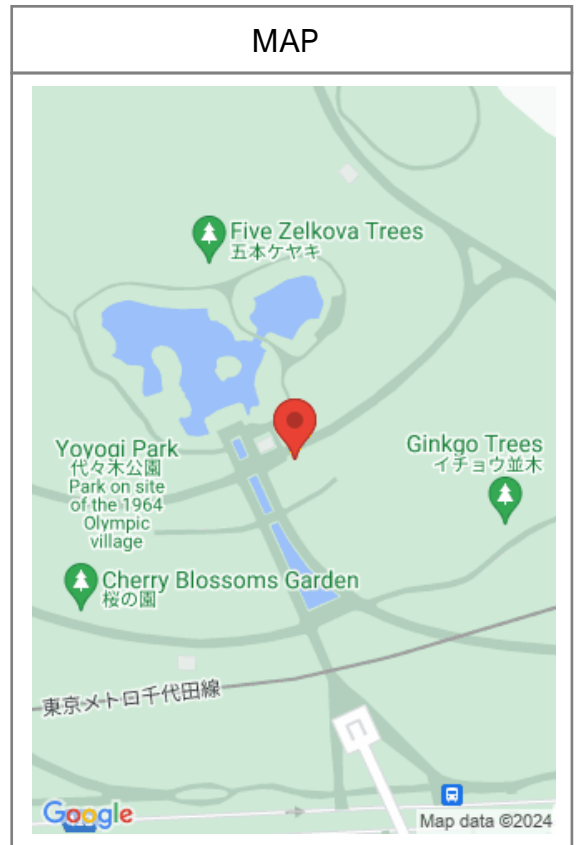 MAP
Five Zelkova Trees
五本ケヤキ
Yoyogi Park
代々木公園
Park on site
of the 1964
Olympic
village
Ginkgo Trees
イチョウ並木
Cherry Blossoms Garden
桜の園
東京メトロ千代田線
Google
Map data ©2024